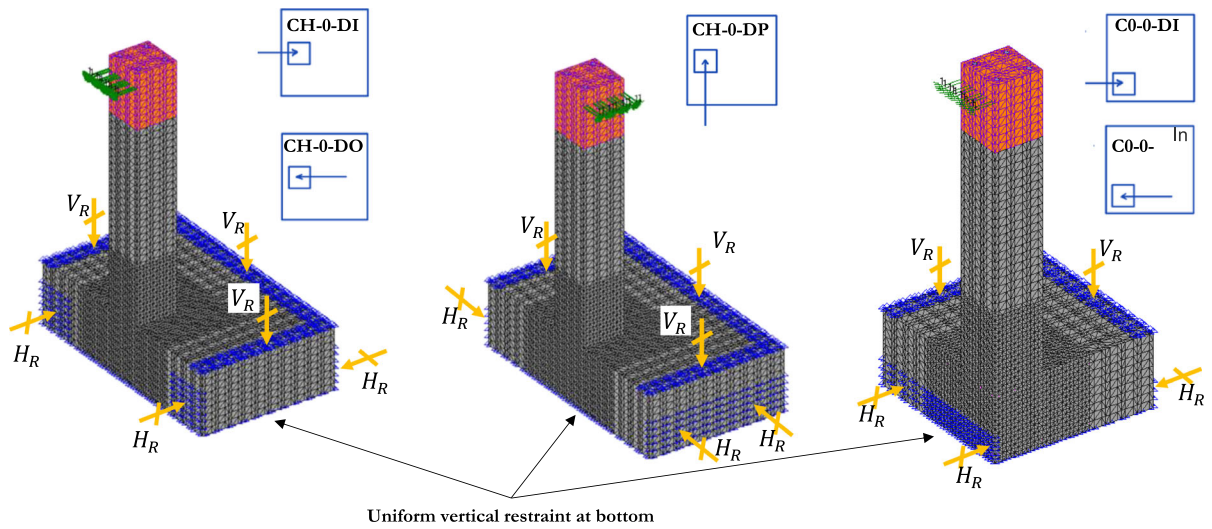 CH-0-DI
CH-0-DO
V_R
V_R
V_R
H_R
H_R
H_R
CH-0-DP
V_R
V_R
V_R
H_R
H_R
H_R
C0-0-DI
C0-0-
In
V_R
V_R
H_R
H_R
H_R
Uniform vertical restraint at bottom